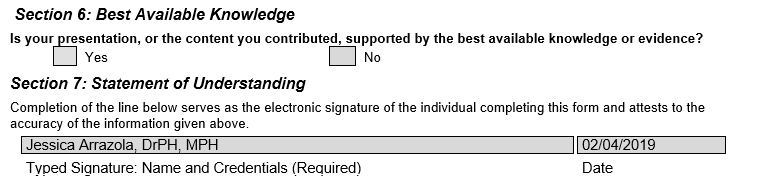 Section 6: Best Available Knowledge
Is your presentation, or the content you contributed, supported by the best available knowledge or evidence?
Yes No
Section 7: Statement of Understanding
Completion of the line below serves as the electronic signature of the individual completing this form and attests to the
accuracy of the information given above.
Jessica Arrazola, DrPH, MPH 02/04/2019
Typed Signature: Name and Credentials (Required) Date